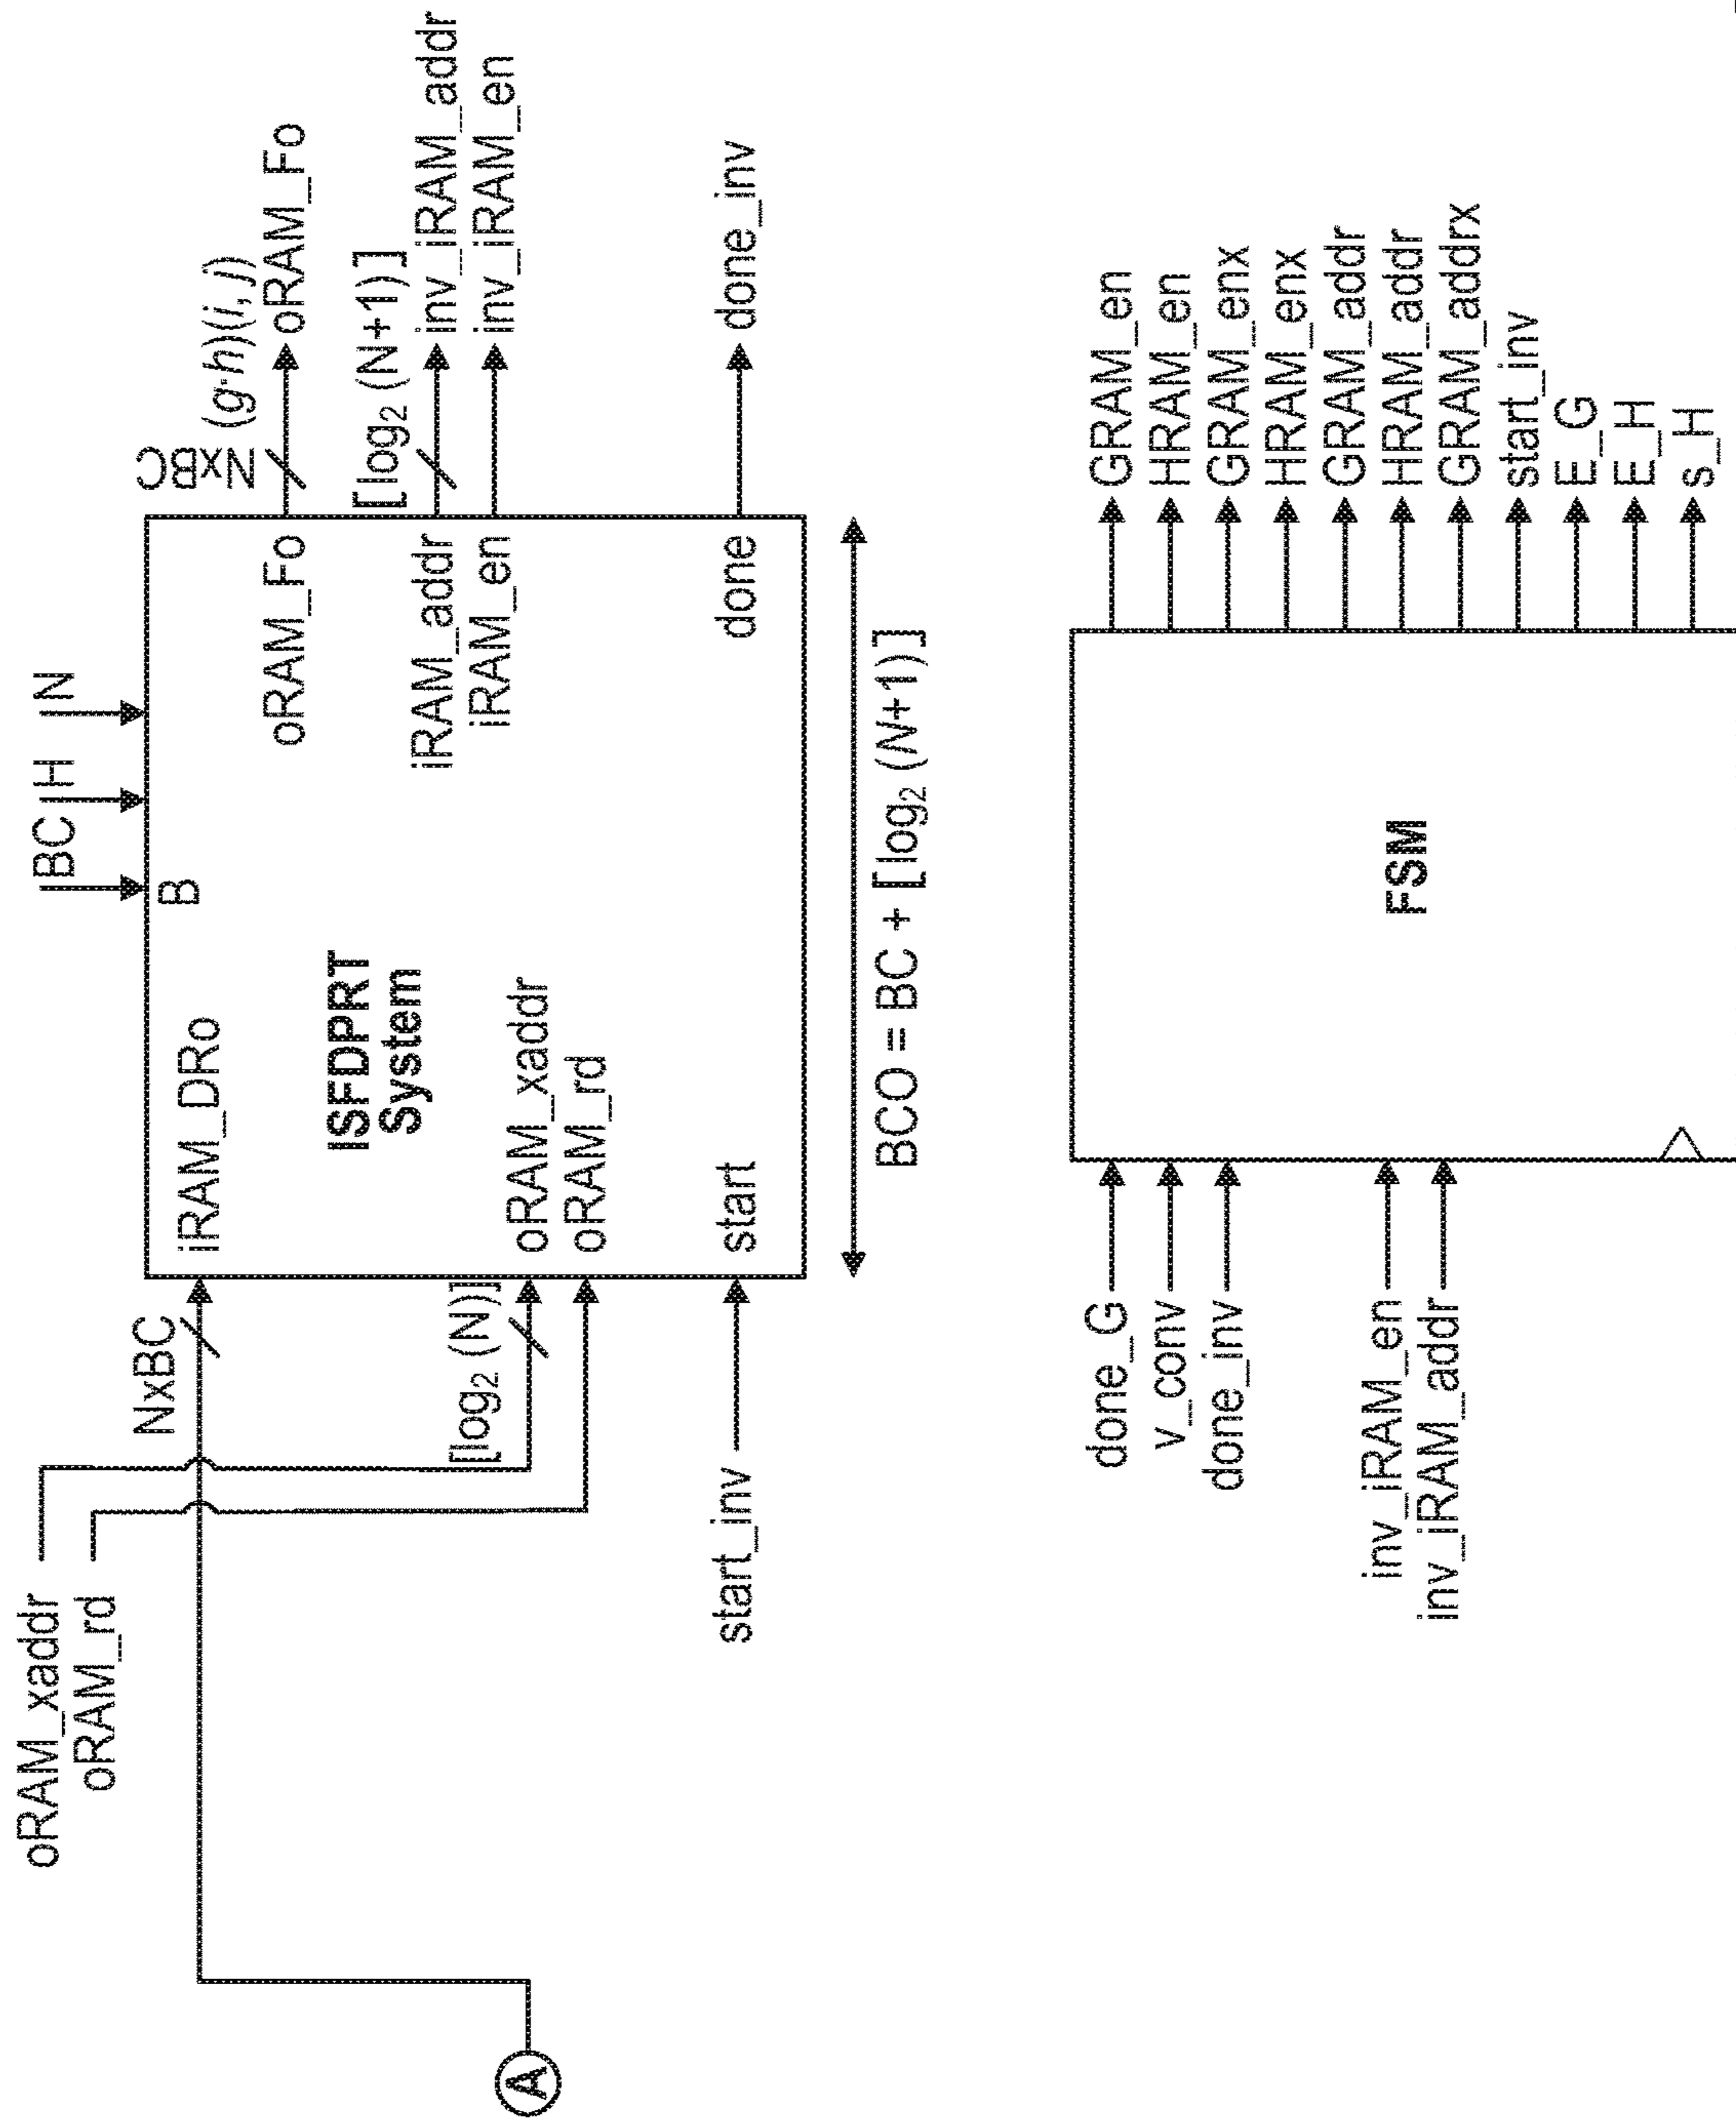 oRAM_xaddr
oRAM_rd
A
NxBC
[log₂ (N)]
start_inv
BC
H
N
B
iRAM_DRo
ISFDPRT
System
oRAM_xaddr
oRAM_rd
start
oRAM_Fo
iRAM_addr
iRAM_en
done
NxBC
(g·h)(i, j)
oRAM_Fo
[log₂ (N+1)]
inv_iRAM_addr
inv_iRAM_en
done_inv
BCO = BC + [log₂ (N+1)]
done_G
v_conv
done_inv
inv_iRAM_en
inv_iRAM_addr
FSM
GRAM_en
HRAM_en
GRAM_enx
HRAM_enx
GRAM_addr
HRAM_addr
GRAM_addrx
start_inv
E_G
E_H
s_H